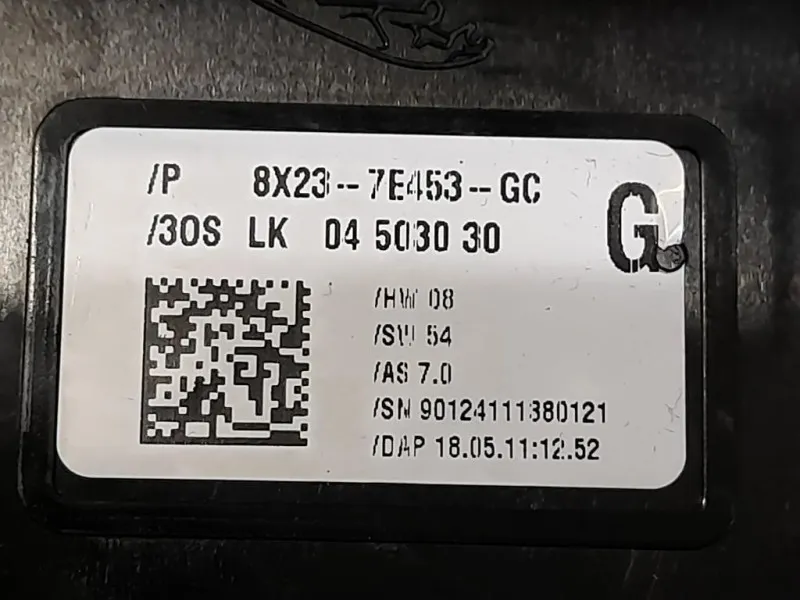 /P 8X23--7E453--GC
G
/3OS LK 04 5030 30
/HW 08
/SW 54
/AS 7.0
/SN 90124111380121
/DAP 18.05.11:12.52